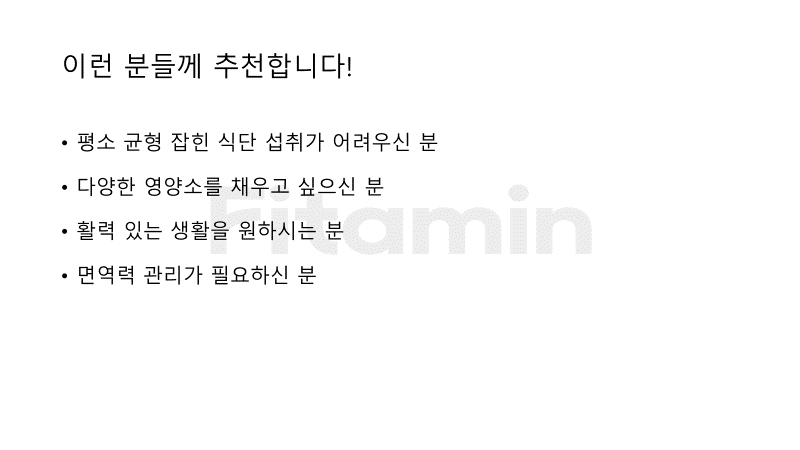 이런 분들께 추천합니다!
• 평소 균형 잡힌 식단 섭취가 어려우신 분
• 다양한 영양소를 채우고 싶으신 분
• 활력 있는 생활을 원하시는 분
• 면역력 관리가 필요하신 분
Fitamin